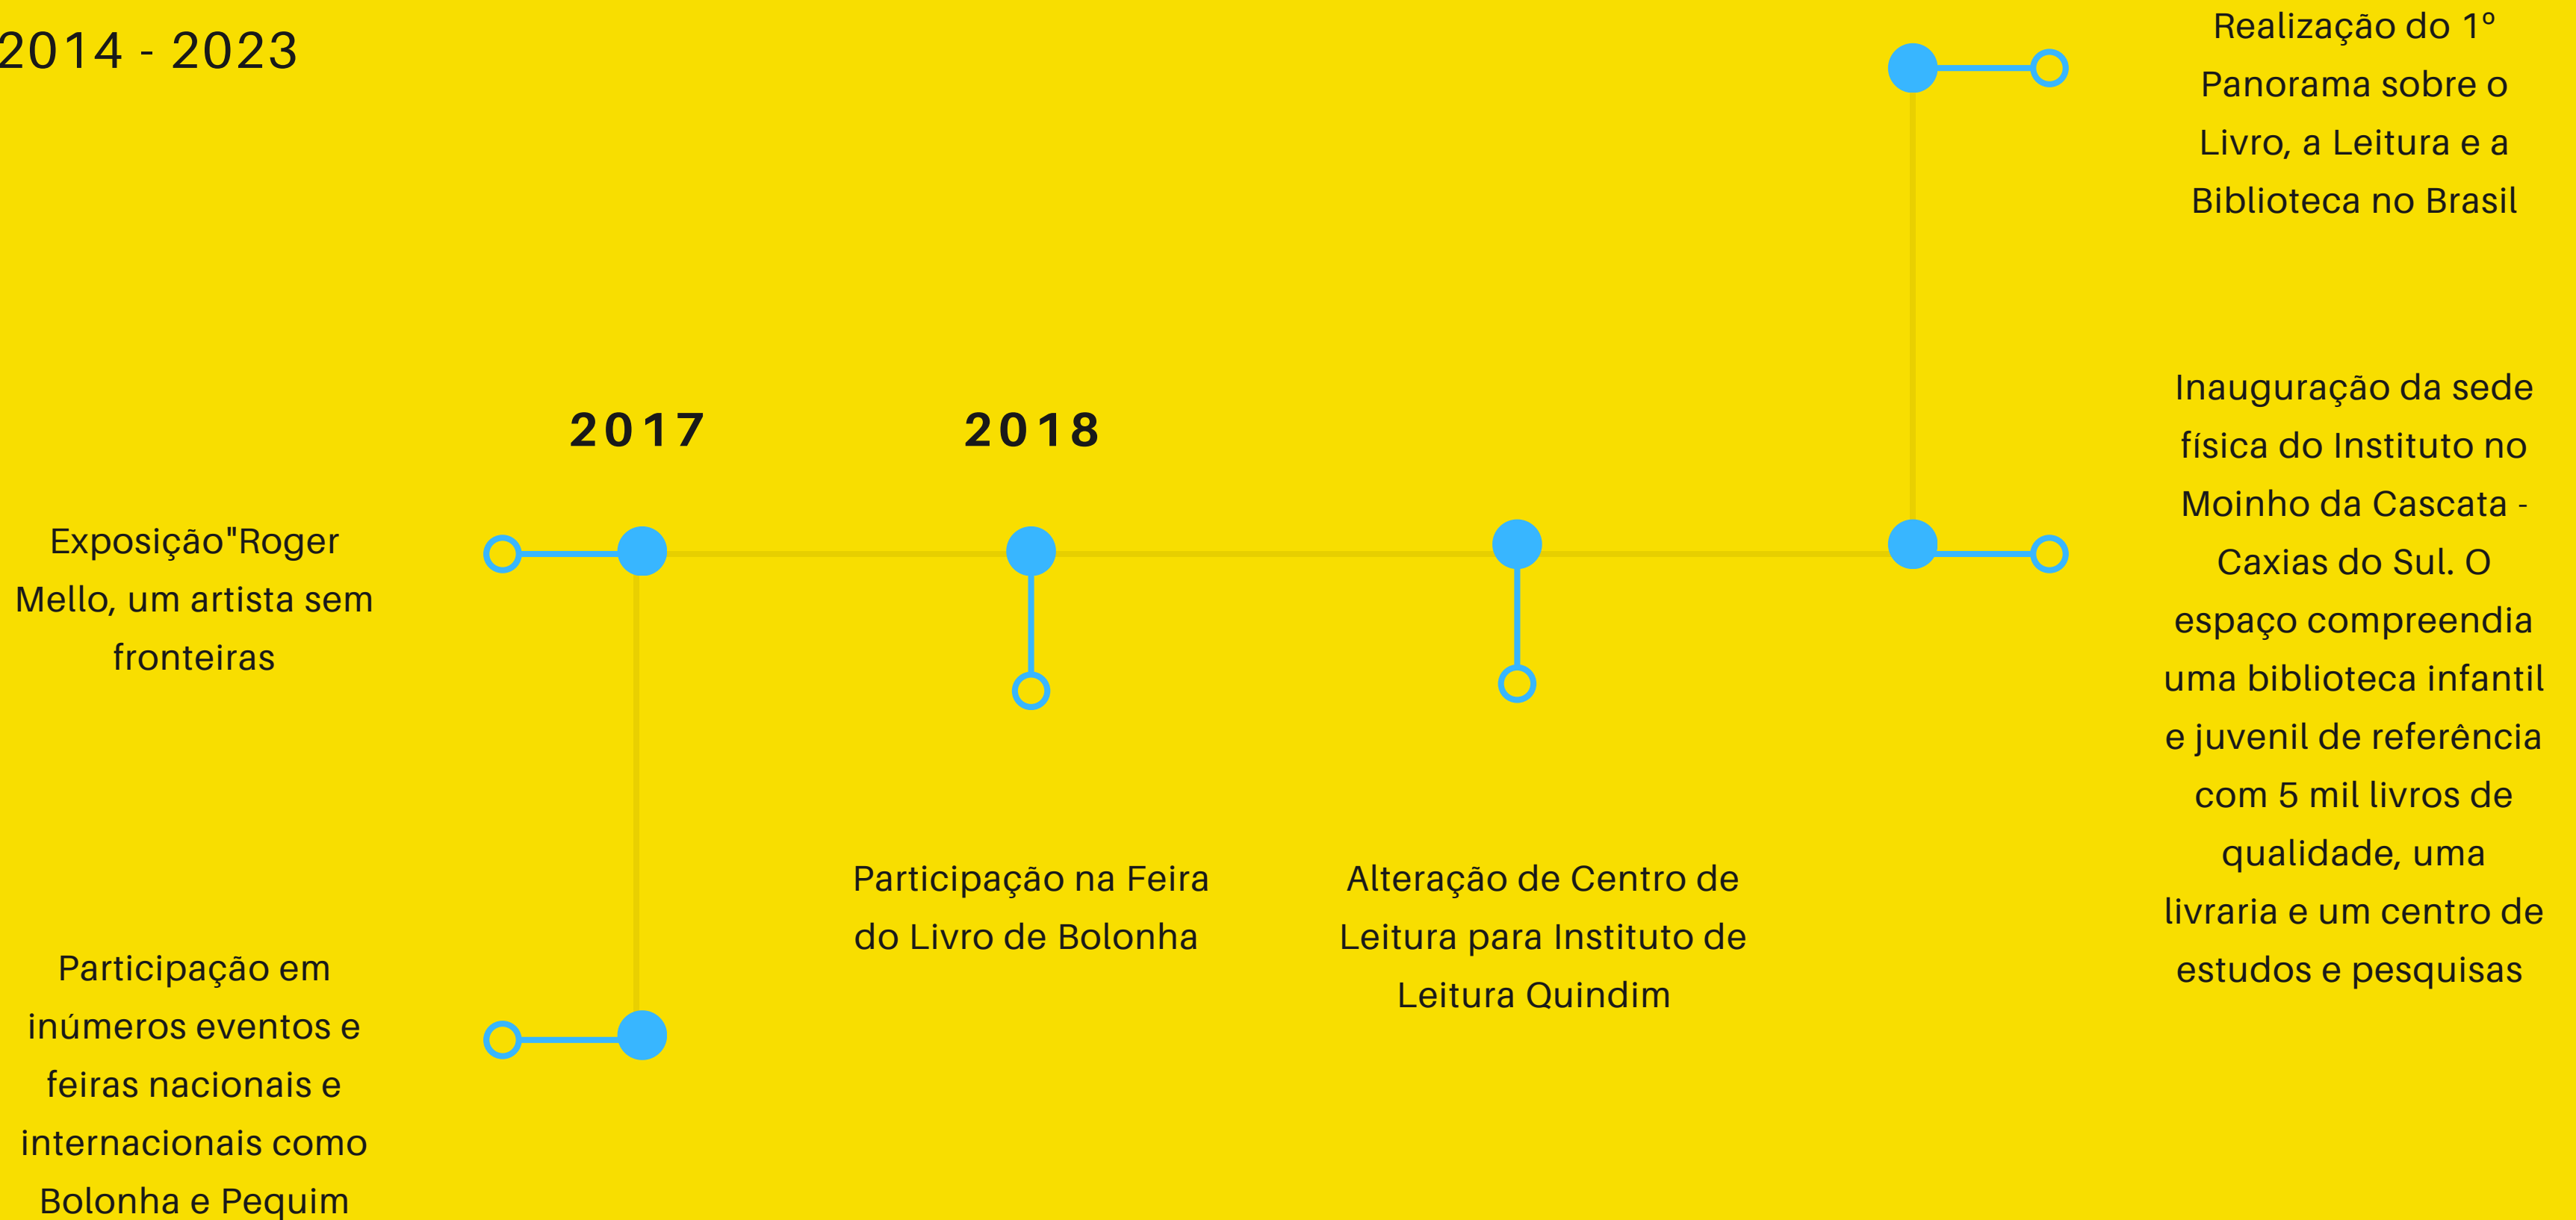 2014 - 2023
2017
2018
Exposição"Roger
Mello, um artista sem
fronteiras
Participação em
inúmeros eventos e
feiras nacionais e
internacionais como
Bolonha e Pequim
Participação na Feira
do Livro de Bolonha
Alteração de Centro de
Leitura para Instituto de
Leitura Quindim
Realização do 1º
Panorama sobre o
Livro, a Leitura e a
Biblioteca no Brasil
Inauguração da sede
física do Instituto no
Moinho da Cascata -
Caxias do Sul. O
espaço compreendia
uma biblioteca infantil
e juvenil de referência
com 5 mil livros de
qualidade, uma
livraria e um centro de
estudos e pesquisas